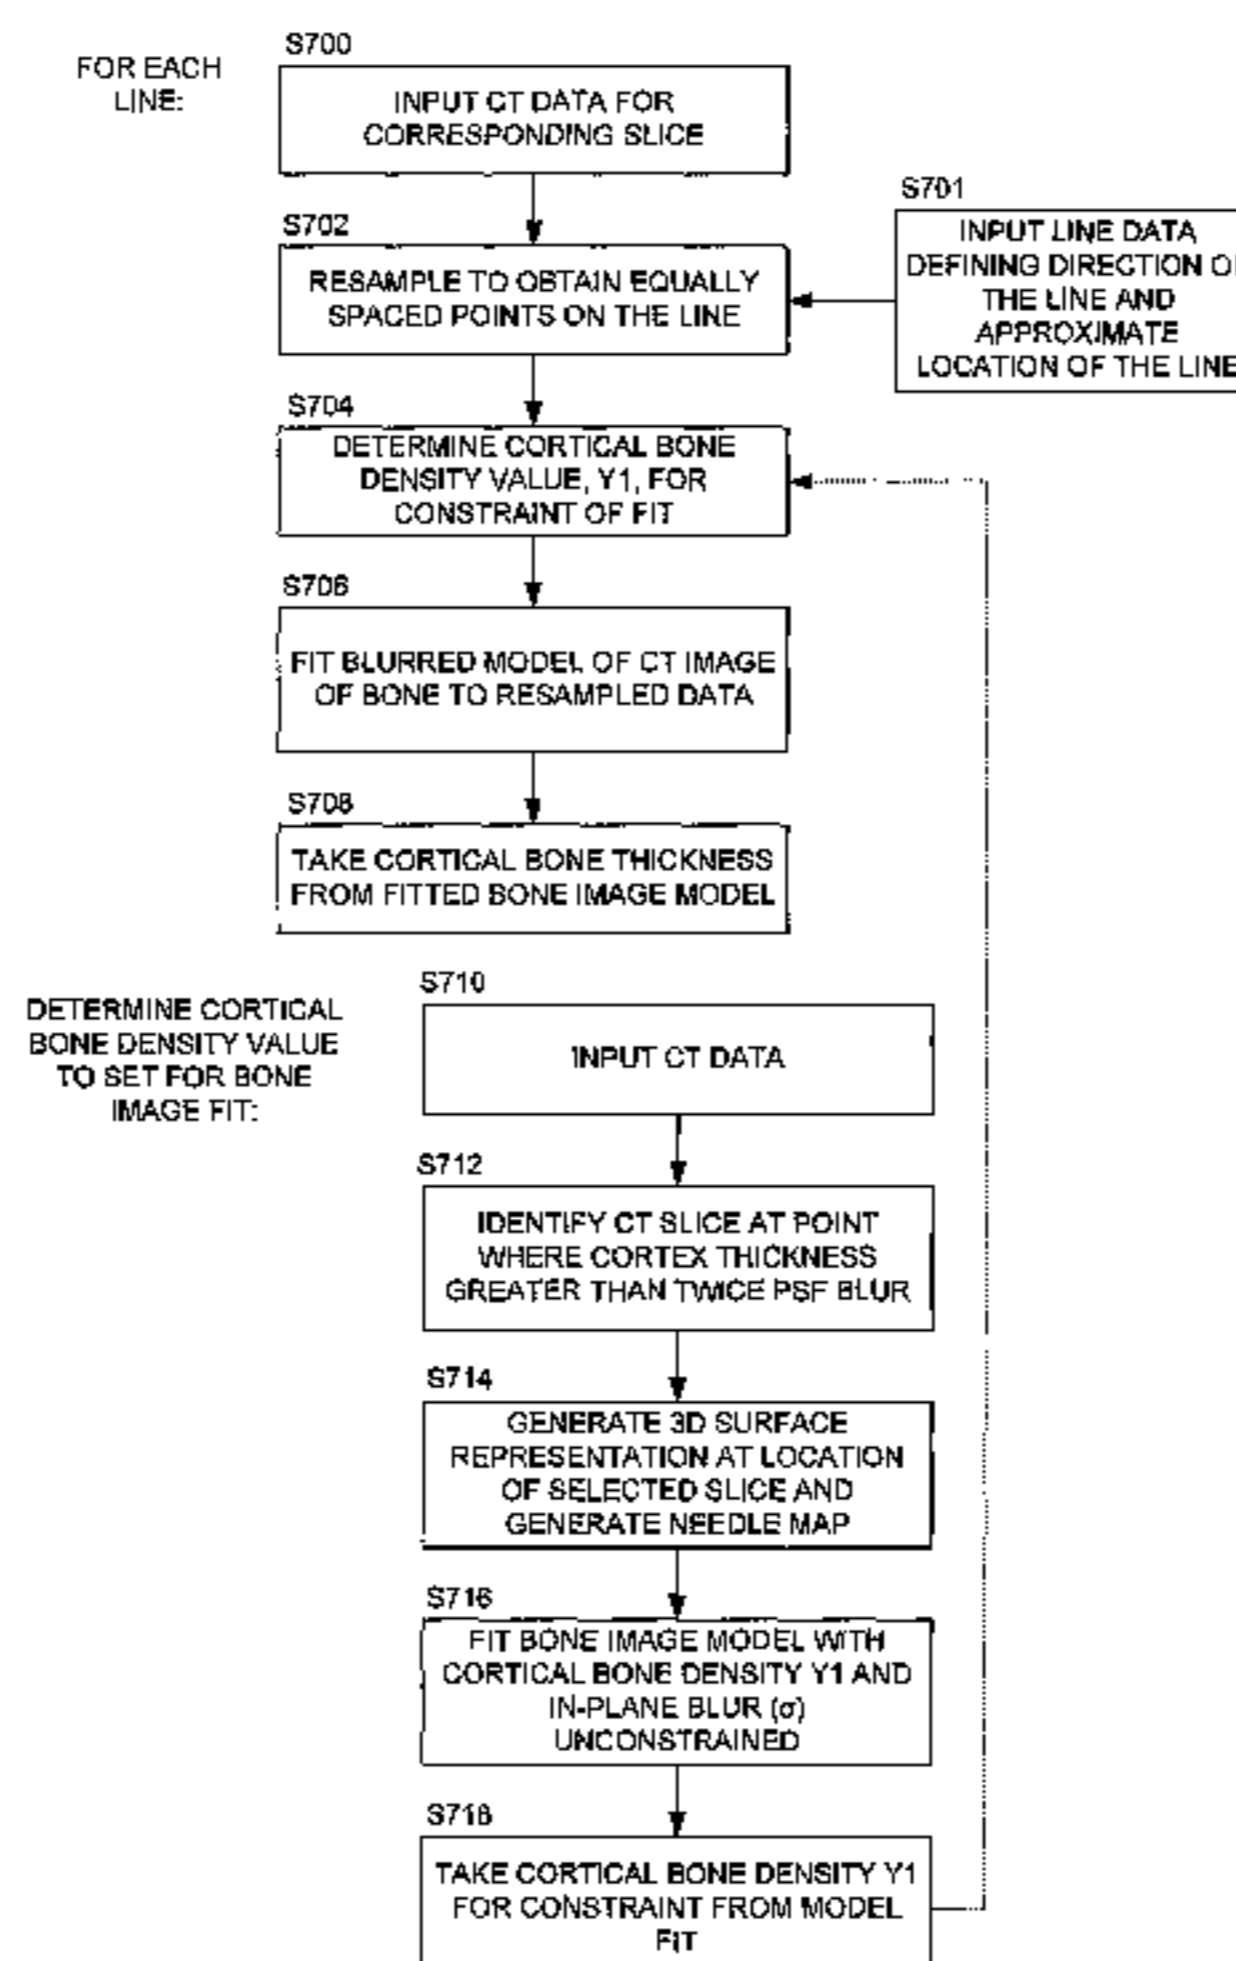 FOR EACH
LINE:
S700
INPUT CT DATA FOR
CORRESPONDING SLICE
S701
INPUT LINE DATA
DEFINING DIRECTION OF
THE LINE AND
APPROXIMATE
LOCATION OF THE LINE
S702
RESAMPLE TO OBTAIN EQUALLY
SPACED POINTS ON THE LINE
S704
DETERMINE CORTICAL BONE
DENSITY VALUE, Y1, FOR
CONSTRAINT OF FIT
S706
FIT BLURRED MODEL OF CT IMAGE
OF BONE TO RESAMPLED DATA
S708
TAKE CORTICAL BONE THICKNESS
FROM FITTED BONE IMAGE MODEL
DETERMINE CORTICAL
BONE DENSITY VALUE
TO SET FOR BONE
IMAGE FIT:
S710
INPUT CT DATA
S712
IDENTIFY CT SLICE AT POINT
WHERE CORTEX THICKNESS
GREATER THAN TWICE PSF BLUR
S714
GENERATE 3D SURFACE
REPRESENTATION AT LOCATION
OF SELECTED SLICE AND
GENERATE NEEDLE MAP
S716
FIT BONE IMAGE MODEL WITH
CORTICAL BONE DENSITY Y1 AND
IN-PLANE BLUR (σ)
UNCONSTRAINED
S718
TAKE CORTICAL BONE DENSITY Y1
FOR CONSTRAINT FROM MODEL
FIT